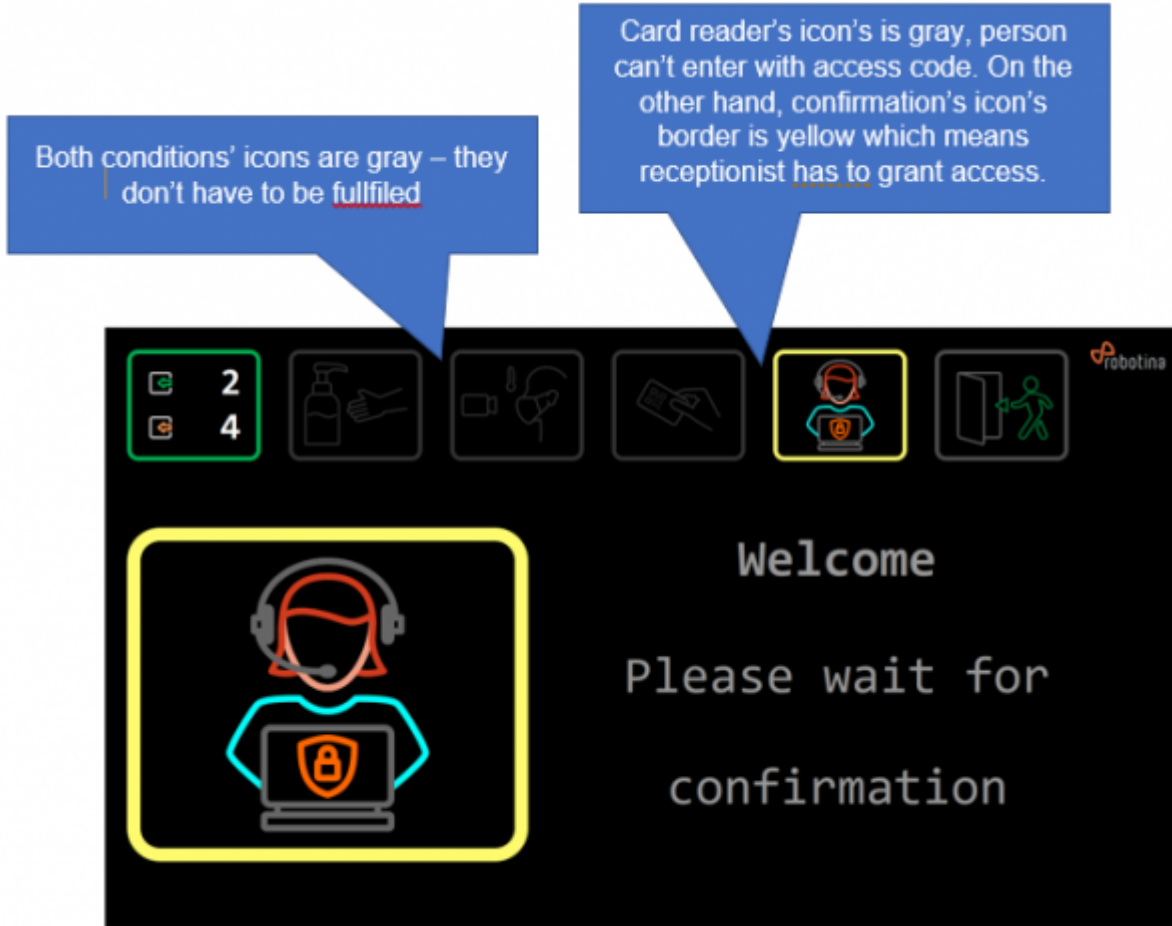 Card reader's icon's is gray, person
can't enter with access code. On the
other hand, confirmation's icon's
border is yellow which means
receptionist has to grant access.
Both conditions' icons are gray – they
don't have to be fullfiled
2
4
robotina
Welcome
Please wait for
confirmation